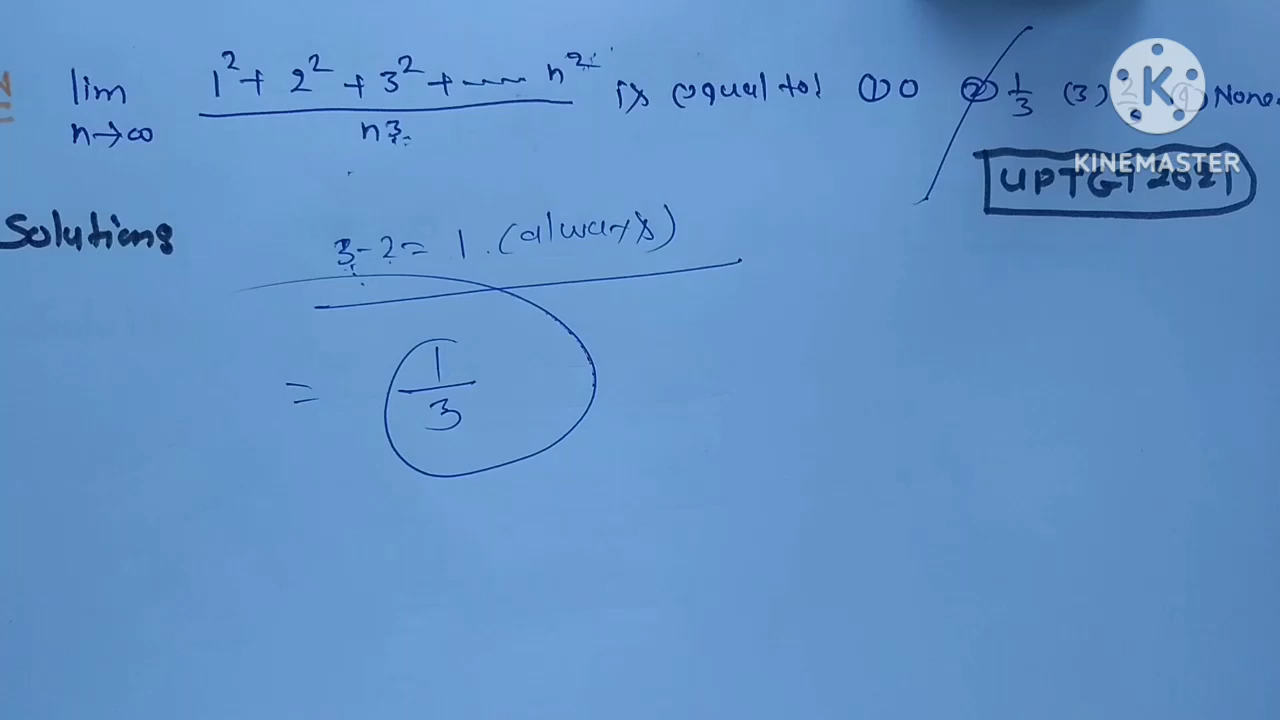 lim 1² + 2² + 3² + ------ n² is equal to! ① 0 ② 1/3 (3) None.
n→∞ n3
K
KINEMASTER
UPTGT 2021
Solutions
3-2 = 1. (always)
= 1/3